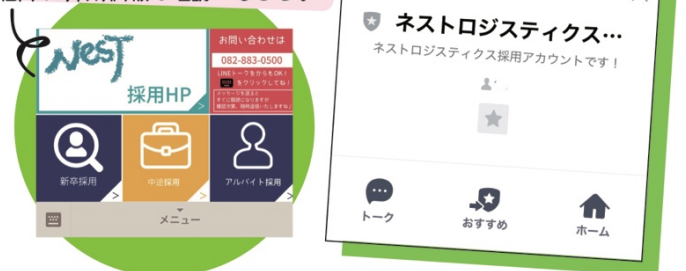 NEST
採用HP
お問い合わせは
082-883-0500
LINEトークをからもOK!
をクリックしてね!
新卒採用
中途採用
アルバイト採用
メニュー
ネストロジスティクス…
ネストロジスティクス採用アカウントです!
トーク
おすすめ
ホーム